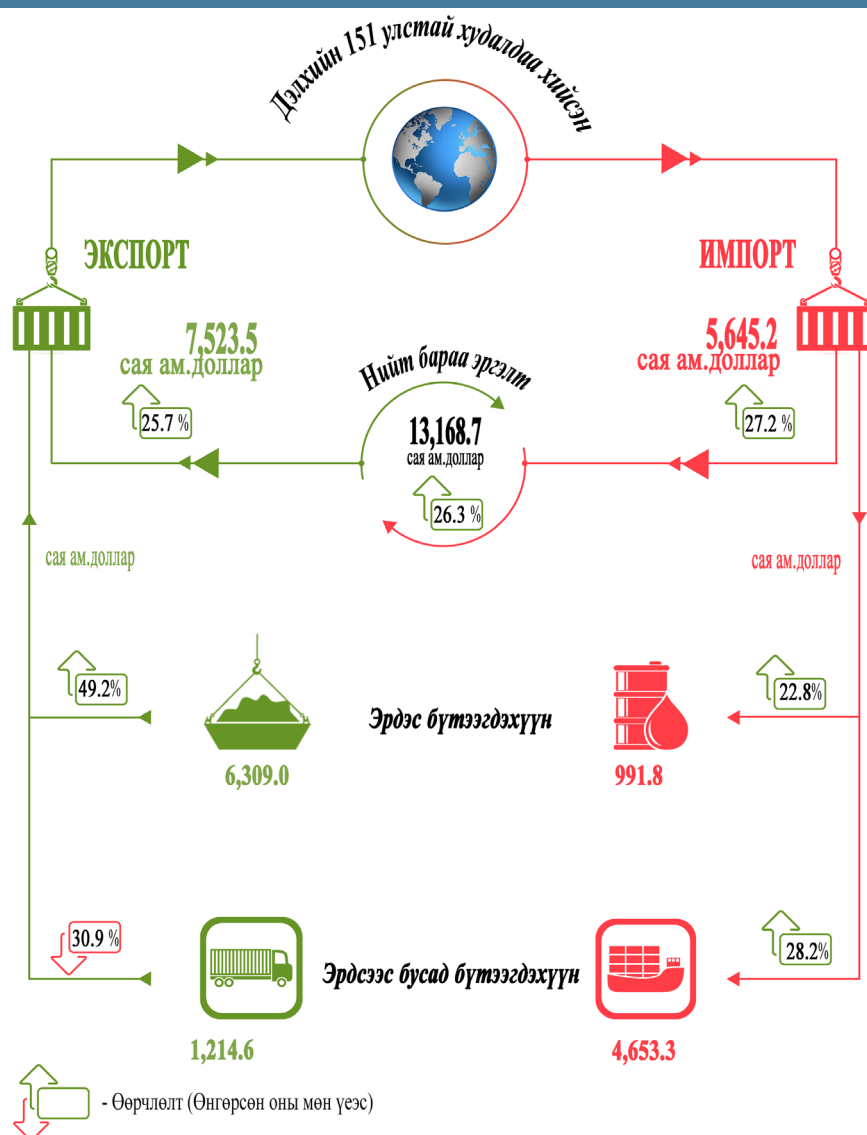 Дэлхийн 151 улстай худалдаа хийсэн
ЭКСПОРТ
ИМПОРТ
7,523.5
сая ам.доллар
5,645.2
сая ам.доллар
25.7 %
27.2 %
Нийт бараа эргэлт
13,168.7
сая ам.доллар
26.3 %
сая ам.доллар
сая ам.доллар
49.2%
22.8%
Эрдэс бүтээгдэхүүн
6,309.0
991.8
30.9 %
28.2%
Эрдсээс бусад бүтээгдэхүүн
1,214.6
4,653.3
- Өөрчлөлт (Өнгөрсөн оны мөн үеэс)